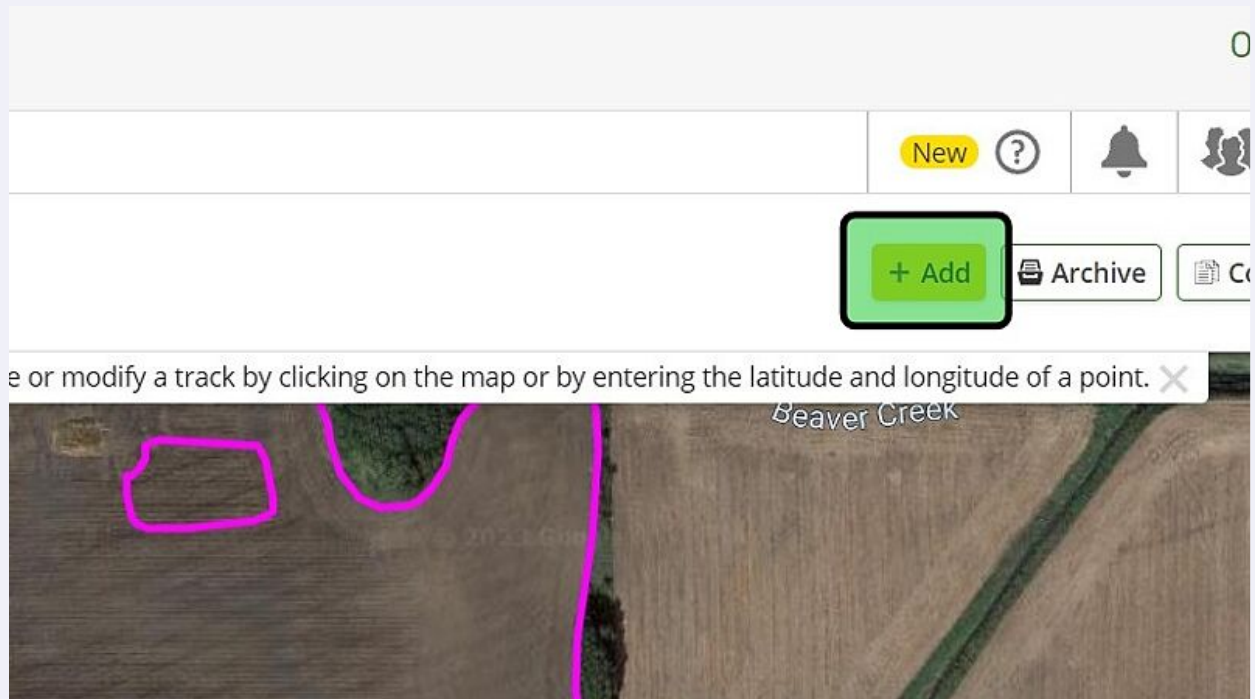 O
New
+ Add
Archive
Co
e or modify a track by clicking on the map or by entering the latitude and longitude of a point.
Beaver Creek